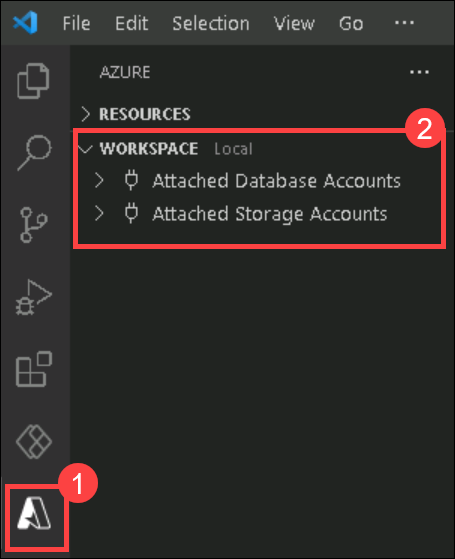 File Edit Selection View Go ...
AZURE ...
RESOURCES
2
WORKSPACE Local
Attached Database Accounts
Attached Storage Accounts
1